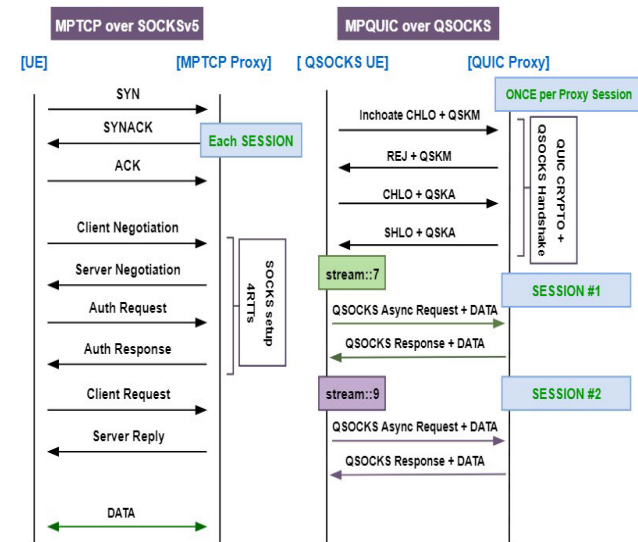 MPTCP over SOCKSv5
[UE]
[MPTCP Proxy]
SYN
SYNACK
Each SESSION
ACK
Client Negotiation
Server Negotiation
Auth Request
Auth Response
SOCKS setup
4RTTs
Client Request
Server Reply
DATA
MPQUIC over QSOCKS
[ QSOCKS UE]
[QUIC Proxy]
ONCE per Proxy Session
Inchoate CHLO + QSKM
REJ + QSKM
CHLO + QSKA
SHLO + QSKA
QUIC CRYPTO +
QSOCKS Handshake
stream::7
SESSION #1
QSOCKS Async Request + DATA
QSOCKS Response + DATA
stream::9
SESSION #2
QSOCKS Async Request + DATA
QSOCKS Response + DATA